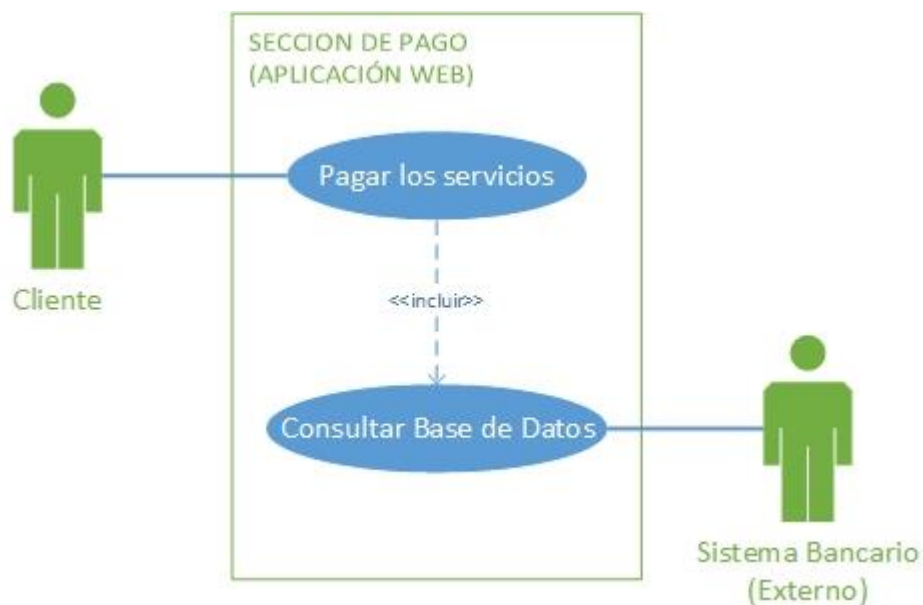 SECCION DE PAGO
(APLICACIÓN WEB)
Pagar los servicios
Cliente
<<incluir>>
Consultar Base de Datos
Sistema Bancario
(Externo)